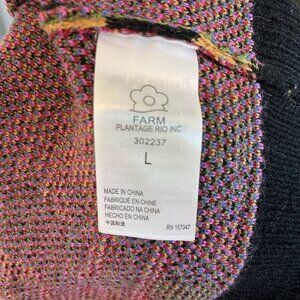 FARM
PLANTAGE RIO INC
302237
L
MADE IN CHINA
FABRIQUÉ EN CHINE
FABRICADO NA CHINA
HECHO EN CHINA
中国制造
RN 157047